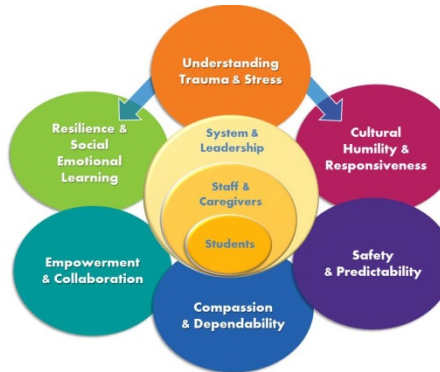 Understanding
Trauma & Stress
Resilience &
Social
Emotional
Learning
System &
Leadership
Cultural
Humility &
Responsiveness
Staff &
Caregivers
Students
Empowerment
& Collaboration
Safety
& Predictability
Compassion
& Dependability